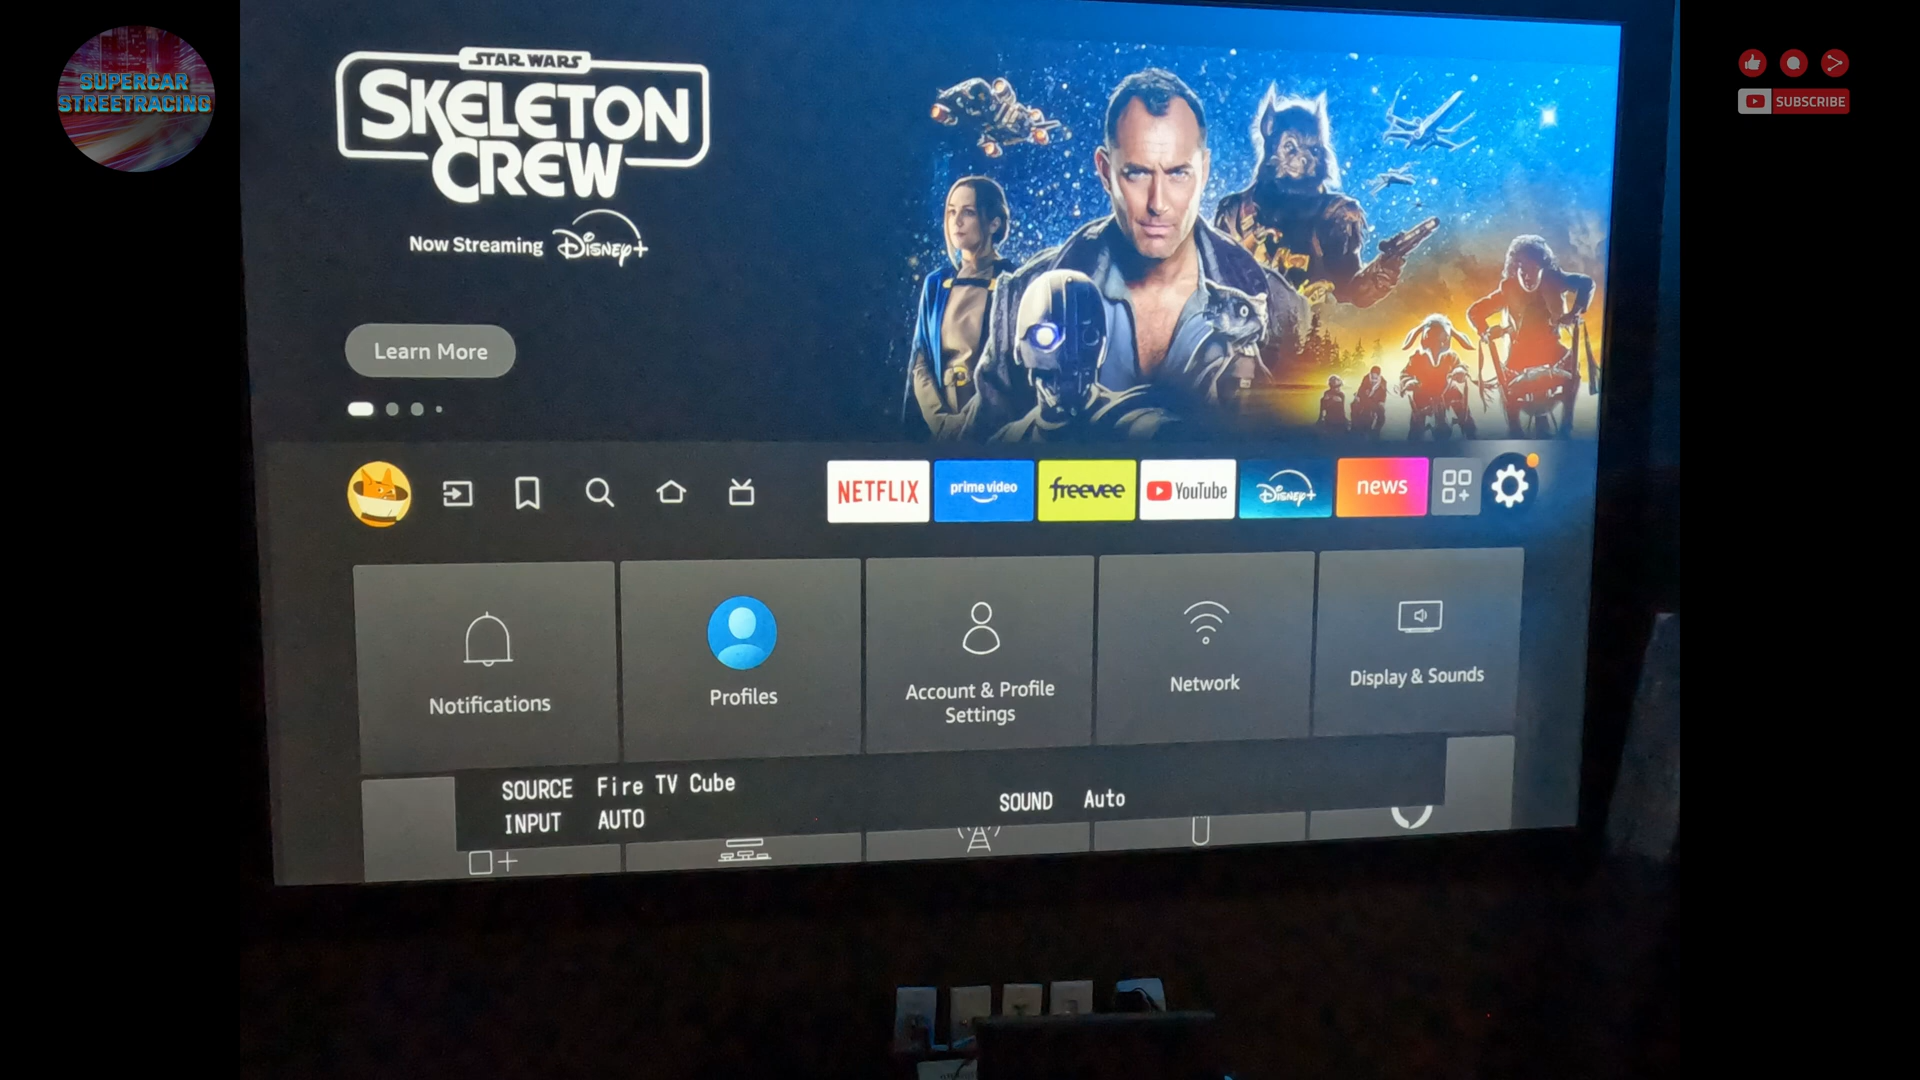 SUPERCAR
STREETRACING
SUBSCRIBE
STAR WARS
SKELETON
CREW
Now Streaming Disney+
Learn More
NETFLIX
prime video
freevee
YouTube
Disney+
news
Notifications
Profiles
Account & Profile
Settings
Network
Display & Sounds
SOURCE Fire TV Cube
INPUT AUTO
SOUND Auto